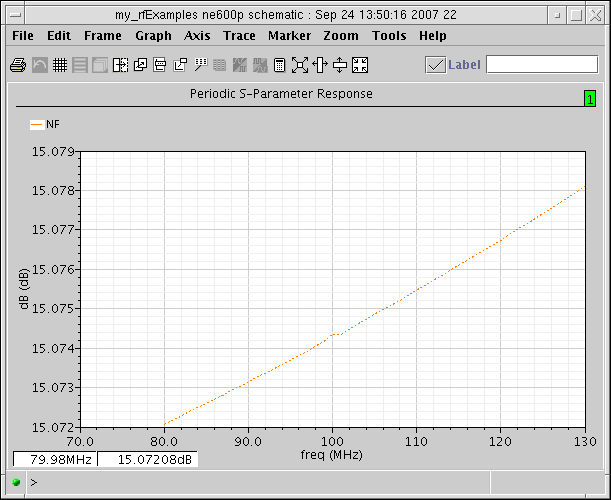 my_rfExamples ne600p schematic : Sep 24 13:50:16 2007 22
File Edit Frame Graph Axis Trace Marker Zoom Tools Help
Label
Periodic S-Parameter Response
1
NF
15.079
15.078
15.077
15.076
15.075
15.074
15.073
15.072
dB (dB)
70.0 80.0 90.0 100 110 120 130
freq (MHz)
79.98MHz 15.07208dB
>